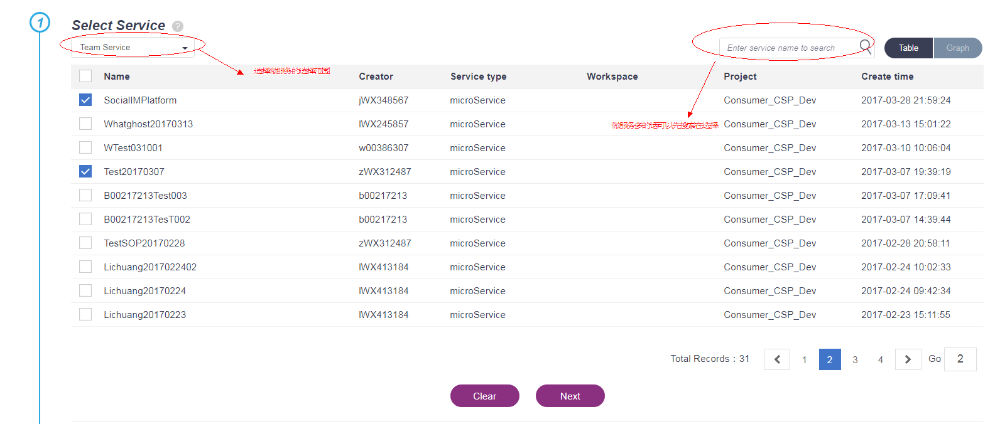 1
Select Service ?
Team Service
Enter service name to search
Table
Graph
选择微服务的选择范围
Name Creator Service type Workspace Project Create time
SocialIMPlatform jWX348567 microService Consumer_CSP_Dev 2017-03-28 21:59:24
Whatghost20170313 lWX245857 microService Consumer_CSP_Dev 2017-03-13 15:01:22
微服务多的话可以先搜索在选择
WTest031001 w00386307 microService Consumer_CSP_Dev 2017-03-10 10:06:04
Test20170307 zWX312487 microService Consumer_CSP_Dev 2017-03-07 19:39:19
B00217213Test003 b00217213 microService Consumer_CSP_Dev 2017-03-07 17:09:41
B00217213TesT002 b00217213 microService Consumer_CSP_Dev 2017-03-07 14:39:44
TestSOP20170228 zWX312487 microService Consumer_CSP_Dev 2017-02-28 20:58:11
Lichuang2017022402 lWX413184 microService Consumer_CSP_Dev 2017-02-24 10:02:33
Lichuang20170224 lWX413184 microService Consumer_CSP_Dev 2017-02-24 09:42:34
Lichuang20170223 lWX413184 microService Consumer_CSP_Dev 2017-02-23 15:11:55
Total Records : 31 1 2 3 4 Go 2
Clear Next